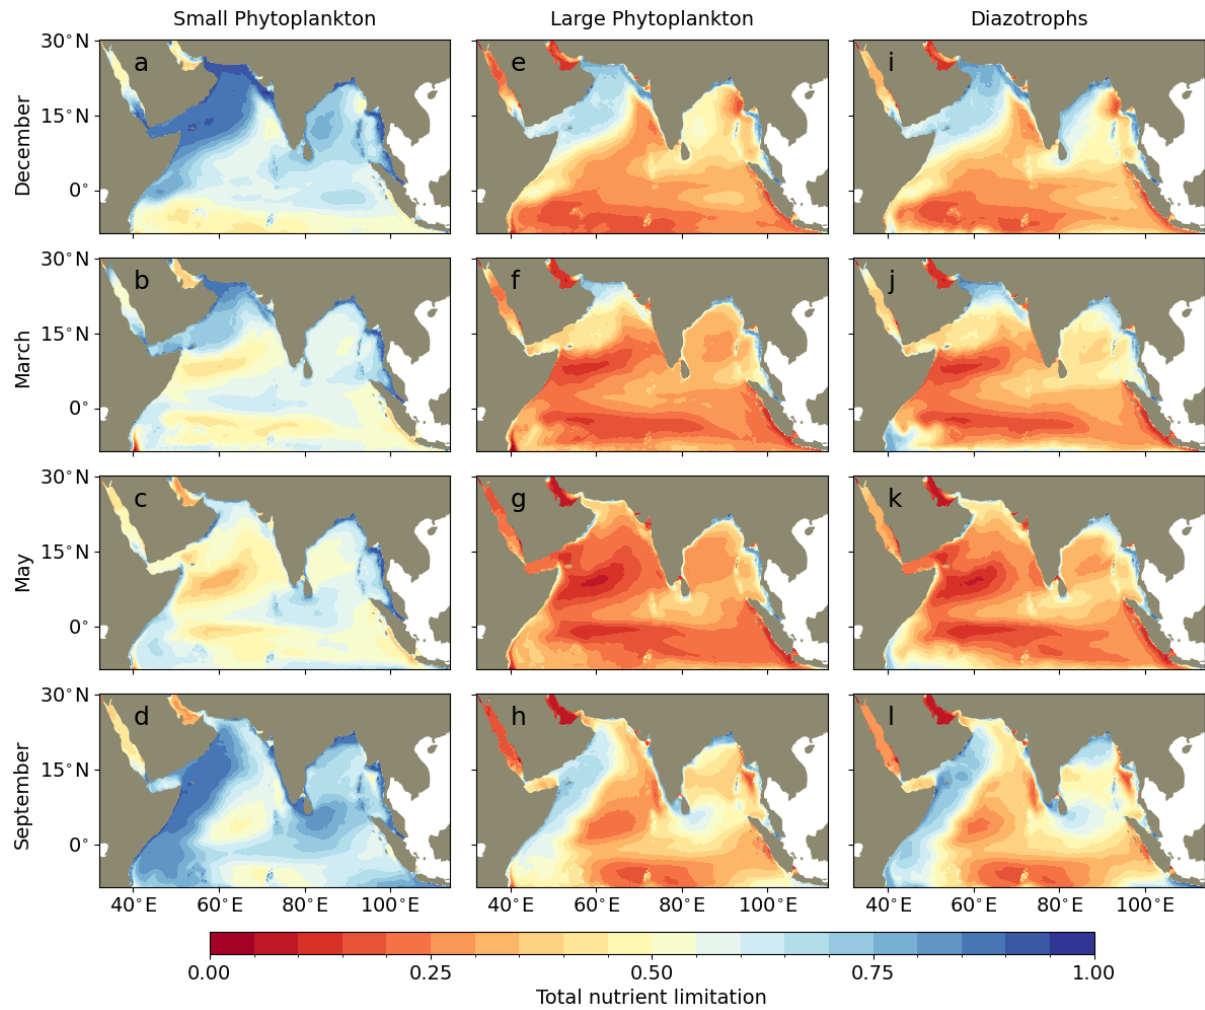 Small Phytoplankton Large Phytoplankton Diazotrophs
30°N a e i
15°N
0°
December
30°N b f j
15°N
0°
March
30°N c g k
15°N
0°
May
30°N d h l
15°N
0°
September
40°E 60°E 80°E 100°E 40°E 60°E 80°E 100°E 40°E 60°E 80°E 100°E
0.00 0.25 0.50 0.75 1.00
Total nutrient limitation